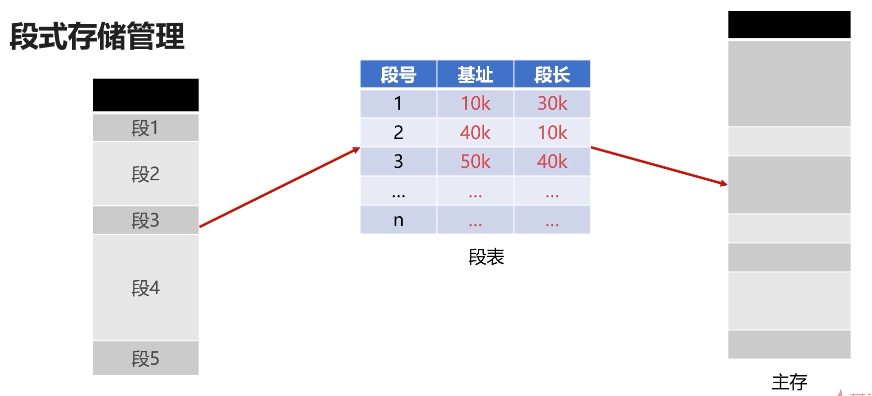 段式存储管理
段1
段2
段3
段4
段5
段号 基址 段长
1 10k 30k
2 40k 10k
3 50k 40k
... ... ...
n ... ...
段表
主存